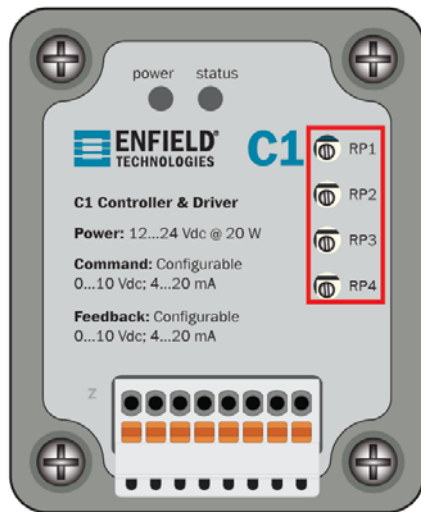 power status
ENFIELD®
TECHNOLOGIES
C1
RP1
RP2
RP3
RP4
C1 Controller & Driver
Power: 12...24 Vdc @ 20 W
Command: Configurable
0...10 Vdc; 4...20 mA
Feedback: Configurable
0...10 Vdc; 4...20 mA
Z